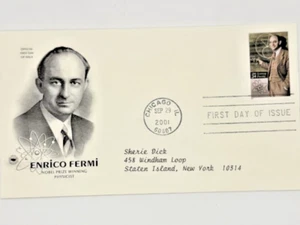 ENRICO FERMI
NOBEL PRIZE WINNING
PHYSICIST
CHICAGO IL
SEP 29
2001
60607
FIRST DAY OF ISSUE
Sherie Dick
458 Windham Loop
Staten Island, New York 10314